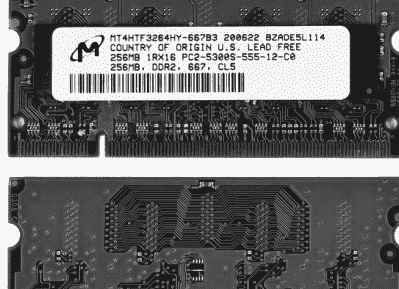 MT4HTF3264HY-667B3 200622 BZADE5L114
COUNTRY OF ORIGIN U.S. LEAD FREE
256MB 1RX16 PC2-5300S-555-12-C0
256MB, DDR2, 667, CL5